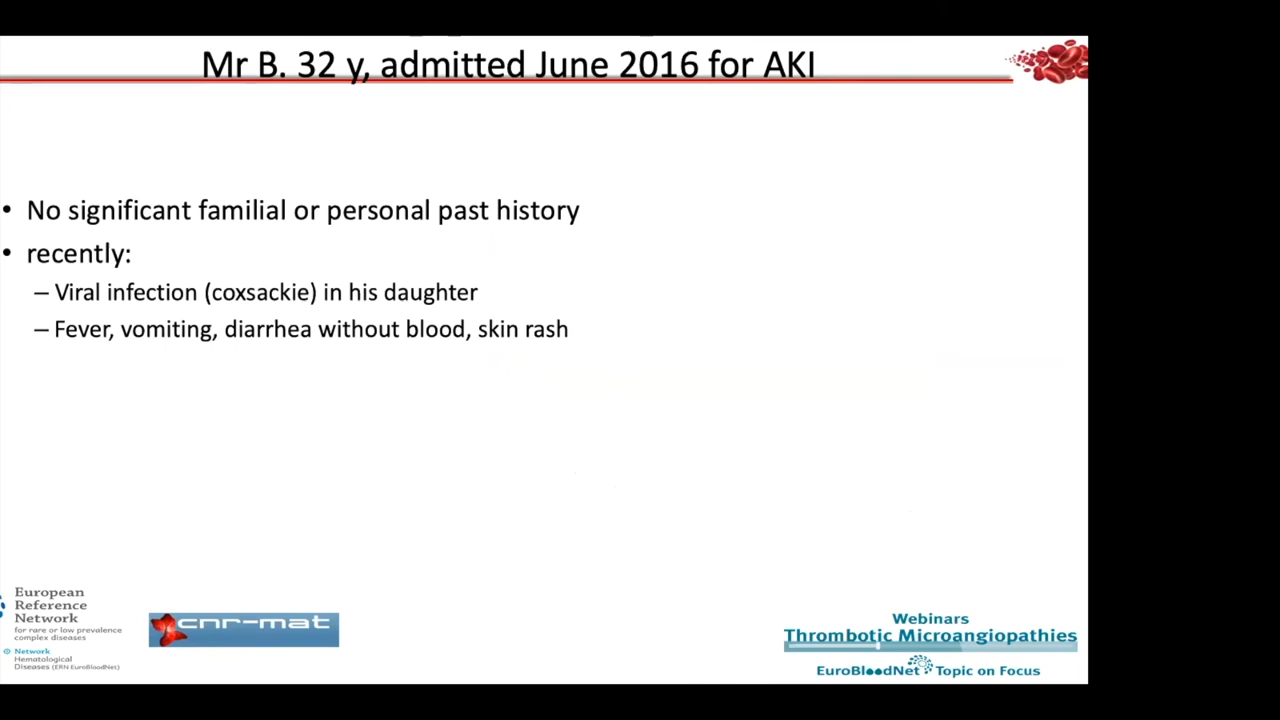 Mr B. 32 y, admitted June 2016 for AKI
• No significant familial or personal past history
• recently:
– Viral infection (coxsackie) in his daughter
– Fever, vomiting, diarrhea without blood, skin rash
European
Reference
Network
for rare or low prevalence
complex diseases
Network
Hematological
Diseases (ERN EuroBloodNet)
cnr-mat
Webinars
Thrombotic Microangiopathies
EuroBloodNet Topic on Focus